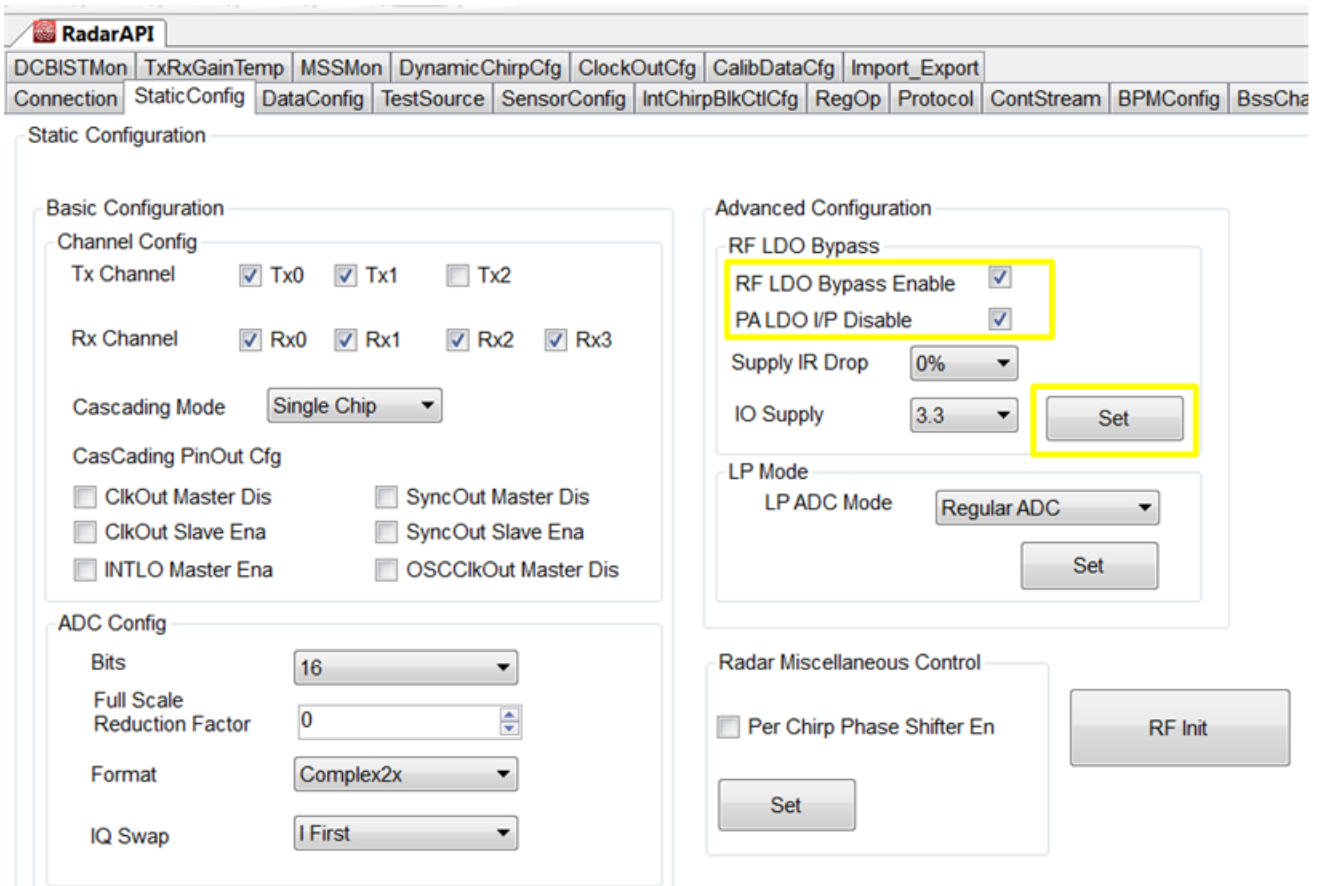 RadarAPI
DCBISTMon TxRxGainTemp MSSMon DynamicChirpCfg ClockOutCfg CalibDataCfg Import_Export
Connection StaticConfig DataConfig TestSource SensorConfig IntChirpBlkCtlCfg RegOp Protocol ContStream BPMConfig BssCha
Static Configuration
Basic Configuration
Channel Config
Tx Channel Tx0 Tx1 Tx2
Rx Channel Rx0 Rx1 Rx2 Rx3
Cascading Mode Single Chip
CasCading PinOut Cfg
ClkOut Master Dis SyncOut Master Dis
ClkOut Slave Ena SyncOut Slave Ena
INTLO Master Ena OSCClkOut Master Dis
ADC Config
Bits 16
Full Scale
Reduction Factor 0
Format Complex2x
IQ Swap I First
Advanced Configuration
RF LDO Bypass
RF LDO Bypass Enable
PA LDO I/P Disable
Supply IR Drop 0%
IO Supply 3.3 Set
LP Mode
LP ADC Mode Regular ADC
Set
Radar Miscellaneous Control
Per Chirp Phase Shifter En
Set
RF Init